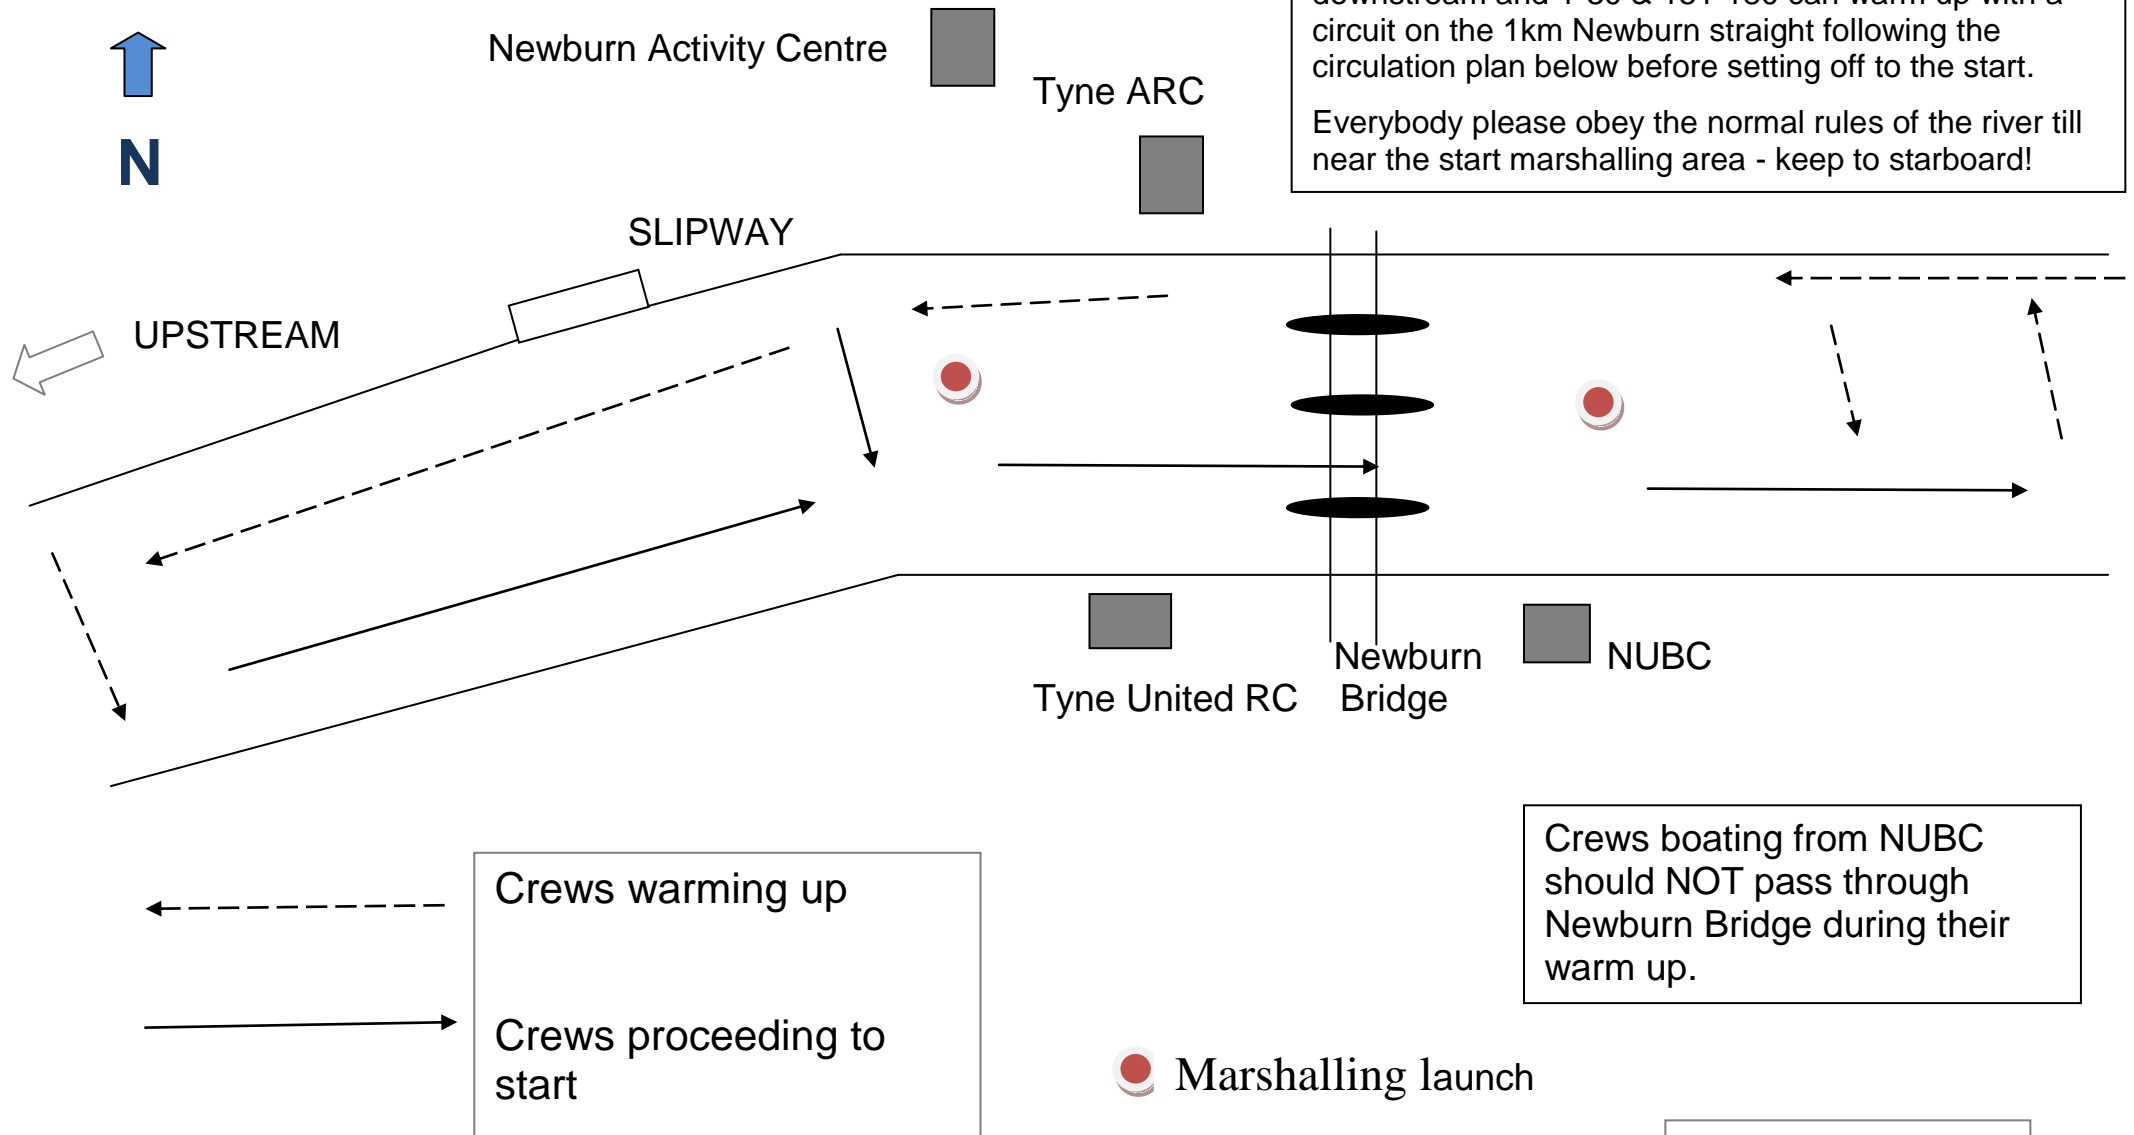 circuit on the 1km Newburn straight following the
circulation plan below before setting off to the start.
Everybody please obey the normal rules of the river till
near the start marshalling area - keep to starboard!
Newburn Activity Centre
Tyne ARC
N
SLIPWAY
UPSTREAM
Newburn
Bridge
NUBC
Tyne United RC
Crews boating from NUBC
should NOT pass through
Newburn Bridge during their
warm up.
Crews warming up
Crews proceeding to
start
Marshalling launch